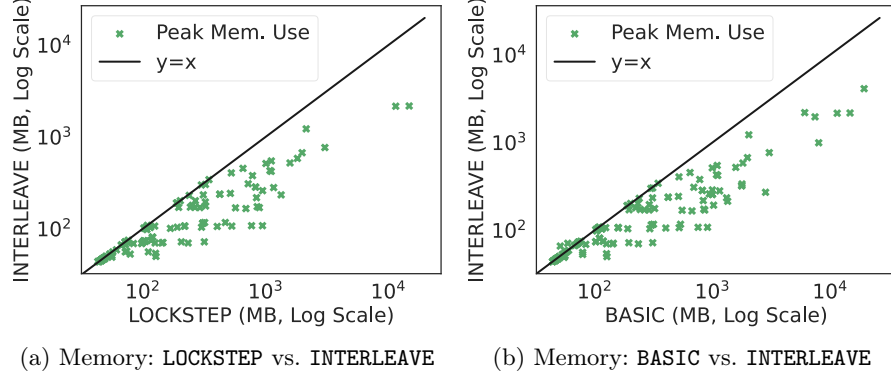 INTERLEAVE (MB, Log Scale)
10^4
10^3
10^2
Peak Mem. Use
y=x
10^2 10^3 10^4
LOCKSTEP (MB, Log Scale)
(a) Memory: LOCKSTEP vs. INTERLEAVE
INTERLEAVE (MB, Log Scale)
10^4
10^3
10^2
Peak Mem. Use
y=x
10^2 10^3 10^4
BASIC (MB, Log Scale)
(b) Memory: BASIC vs. INTERLEAVE